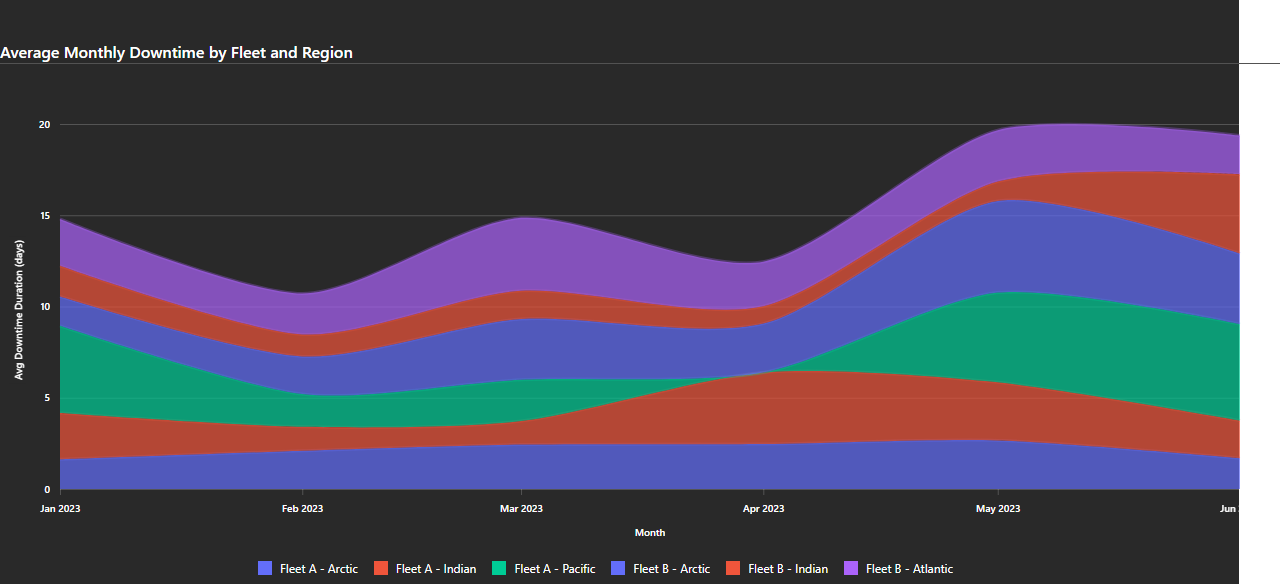 Average Monthly Downtime by Fleet and Region
20
15
10
5
0
Avg Downtime Duration (days)
Jan 2023 Feb 2023 Mar 2023 Apr 2023 May 2023 Jun
Month
Fleet A - Arctic Fleet A - Indian Fleet A - Pacific Fleet B - Arctic Fleet B - Indian Fleet B - Atlantic